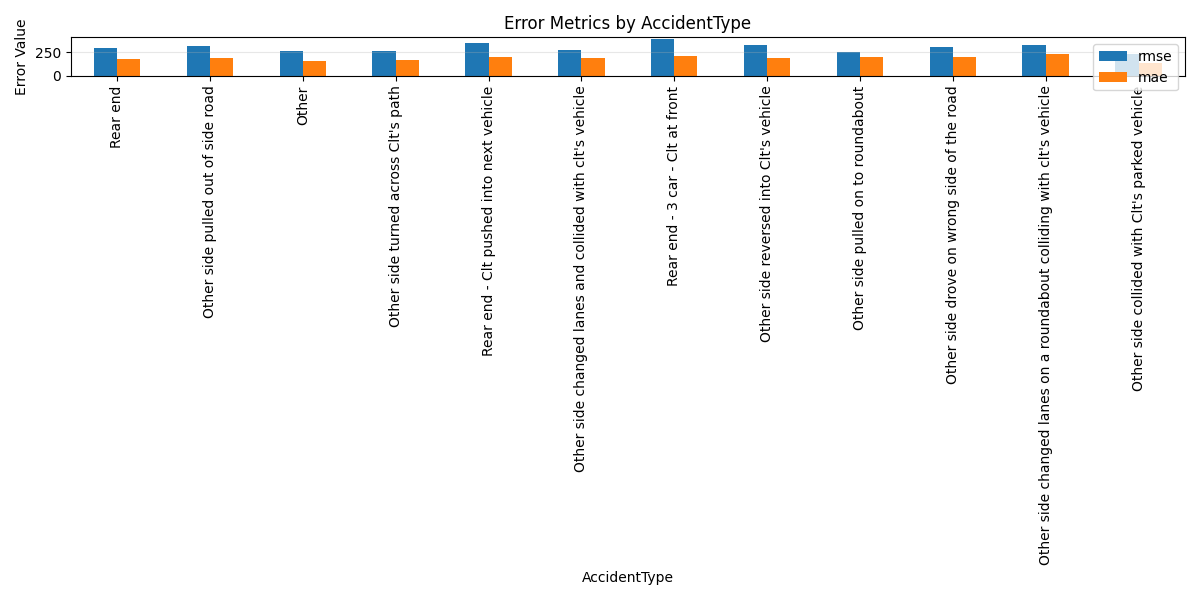 Error Metrics by AccidentType
Error Value
250
0
rmse
mae
Rear end
Other side pulled out of side road
Other
Other side turned across Clt's path
Rear end - Clt pushed into next vehicle
Other side changed lanes and collided with clt's vehicle
Rear end - 3 car - Clt at front
Other side reversed into Clt's vehicle
Other side pulled on to roundabout
Other side drove on wrong side of the road
Other side changed lanes on a roundabout colliding with clt's vehicle
Other side collided with Clt's parked vehicle
AccidentType